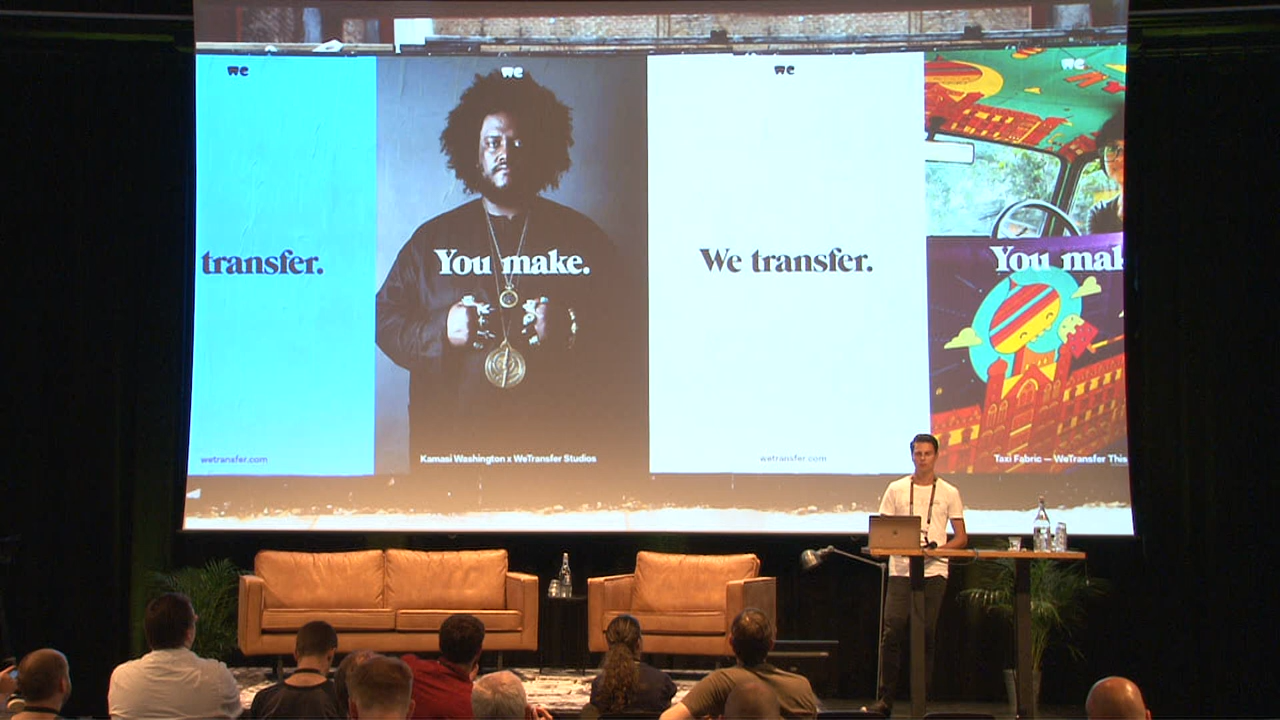 we
we
we
we
transfer.
You make.
We transfer.
You mak
wetransfer.com
Kamasi Washington x WeTransfer Studios
wetransfer.com
Taxi Fabric — WeTransfer This